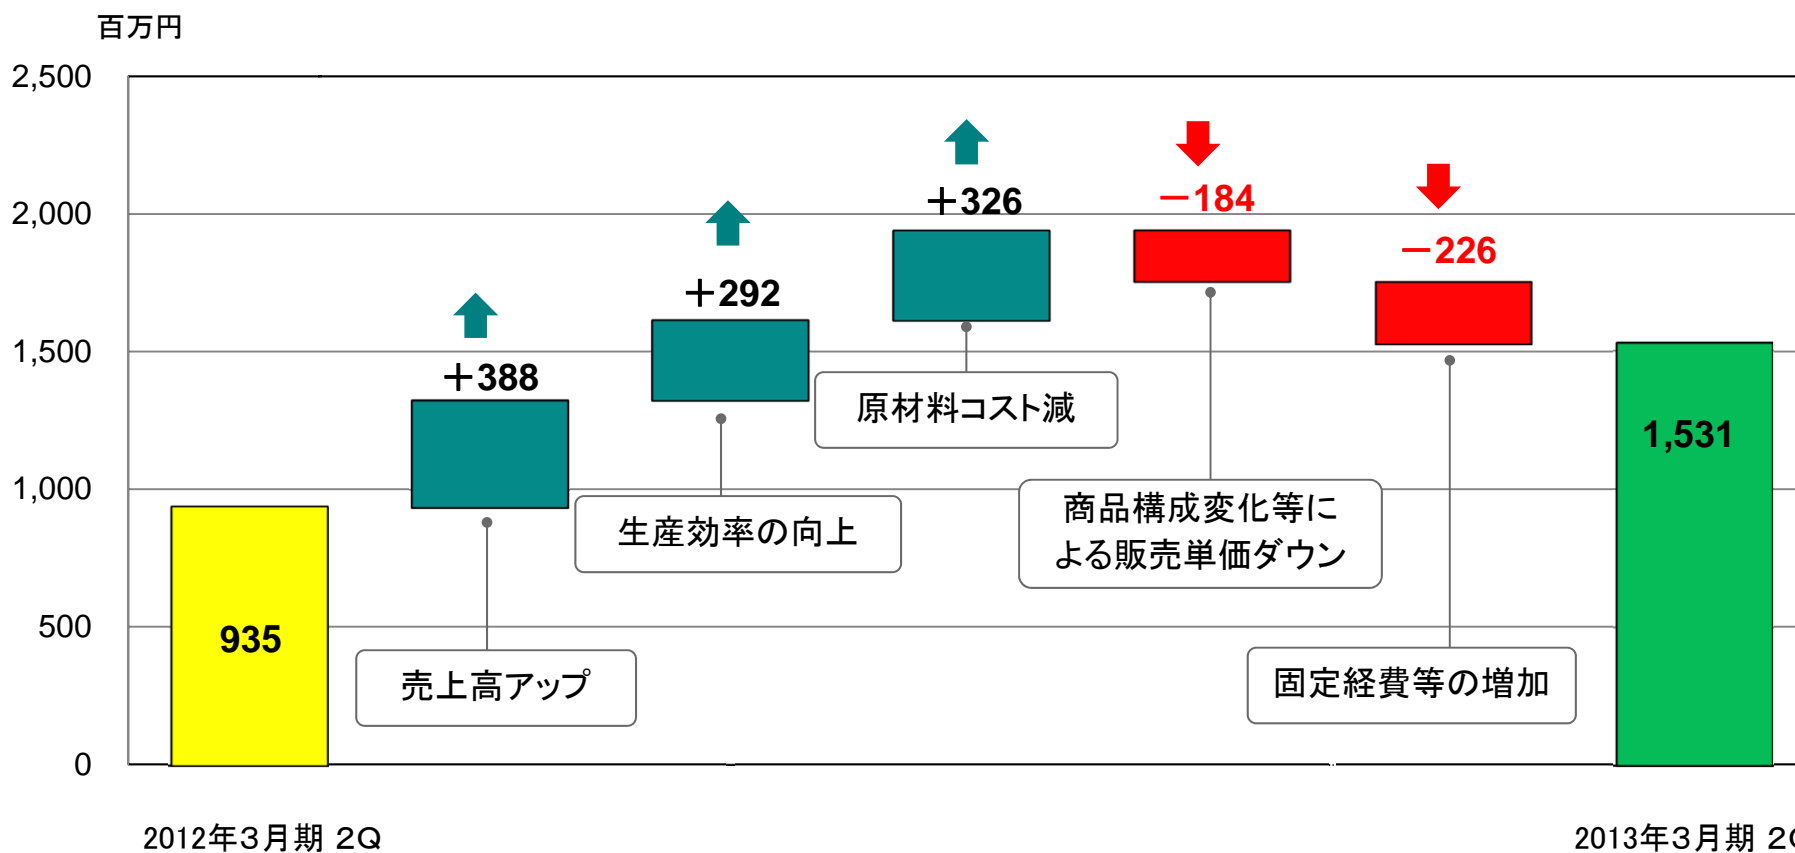 百万円
2,500
2,000
1,500
1,000
500
0
935
＋388
＋292
＋326
－184
－226
1,531
売上高アップ
生産効率の向上
原材料コスト減
商品構成変化等に
よる販売単価ダウン
固定経費等の増加
2012年３月期 ２Ｑ
2013年３月期 ２Ｑ